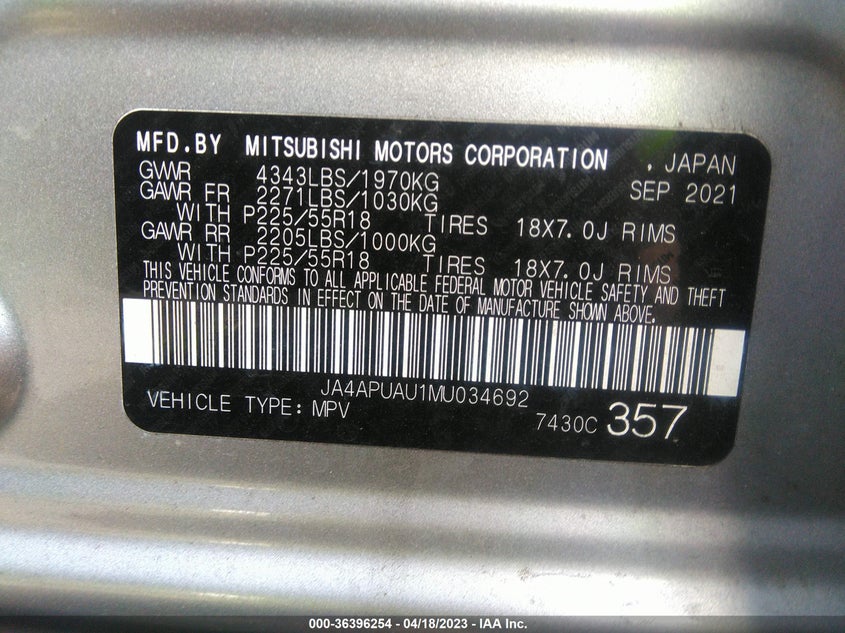 MFD.BY MITSUBISHI MOTORS CORPORATION , JAPAN
GVWR 4343LBS/1970KG SEP 2021
GAWR FR 2271LBS/1030KG
WITH P225/55R18 TIRES 18X7.0J RIMS
GAWR RR 2205LBS/1000KG
WITH P225/55R18 TIRES 18X7.0J RIMS
THIS VEHICLE CONFORMS TO ALL APPLICABLE FEDERAL MOTOR VEHICLE SAFETY AND THEFT
PREVENTION STANDARDS IN EFFECT ON THE DATE OF MANUFACTURE SHOWN ABOVE.
JA4APUAU1MU034692
VEHICLE TYPE: MPV 7430C 357
000-36396254 - 04/18/2023 - IAA Inc.